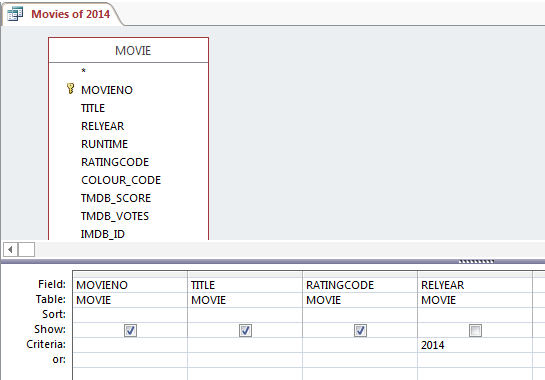 Movies of 2014
MOVIE
*
MOVIENO
TITLE
RELYEAR
RUNTIME
RATINGCODE
COLOUR_CODE
TMDB_SCORE
TMDB_VOTES
IMDB_ID
Field: MOVIENO TITLE RATINGCODE RELYEAR
Table: MOVIE MOVIE MOVIE MOVIE
Sort:
Show:
Criteria: 2014
or: